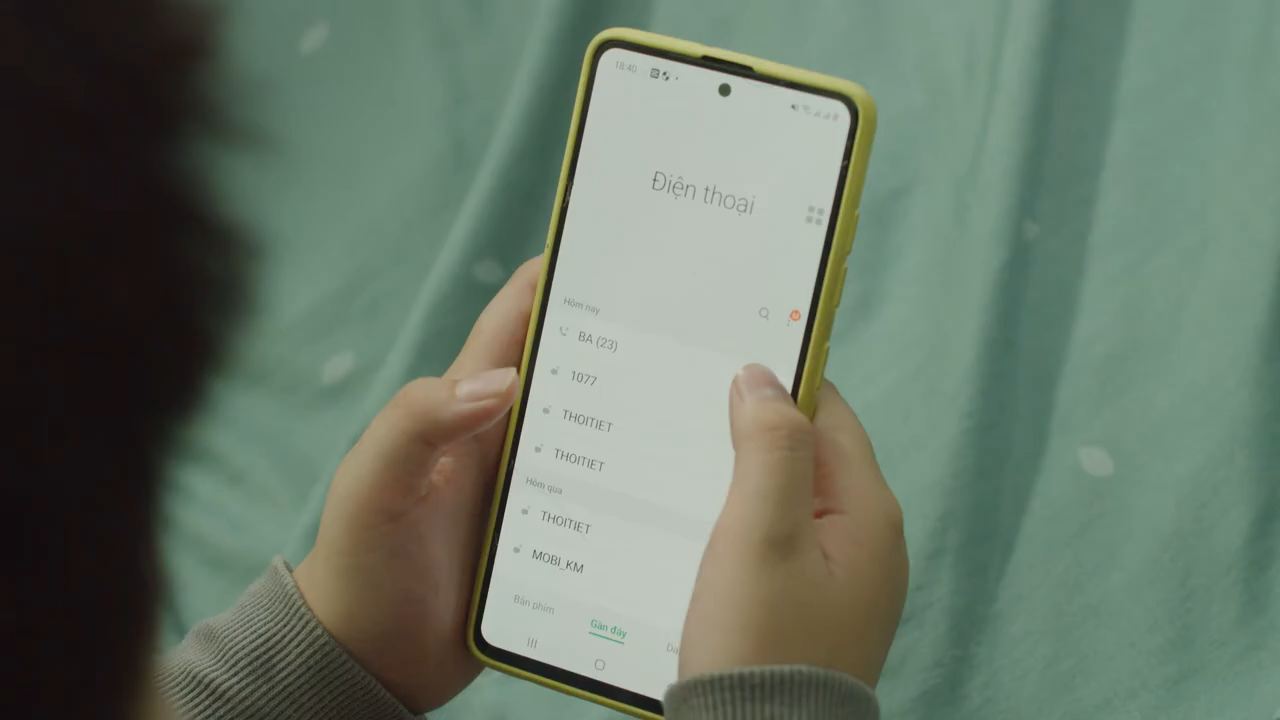 18:40
Điện thoại
Hôm nay
BA (23)
1077
THOITIET
THOITIET
Hôm qua
THOITIET
MOBI_KM
Bàn phím
Gần đây